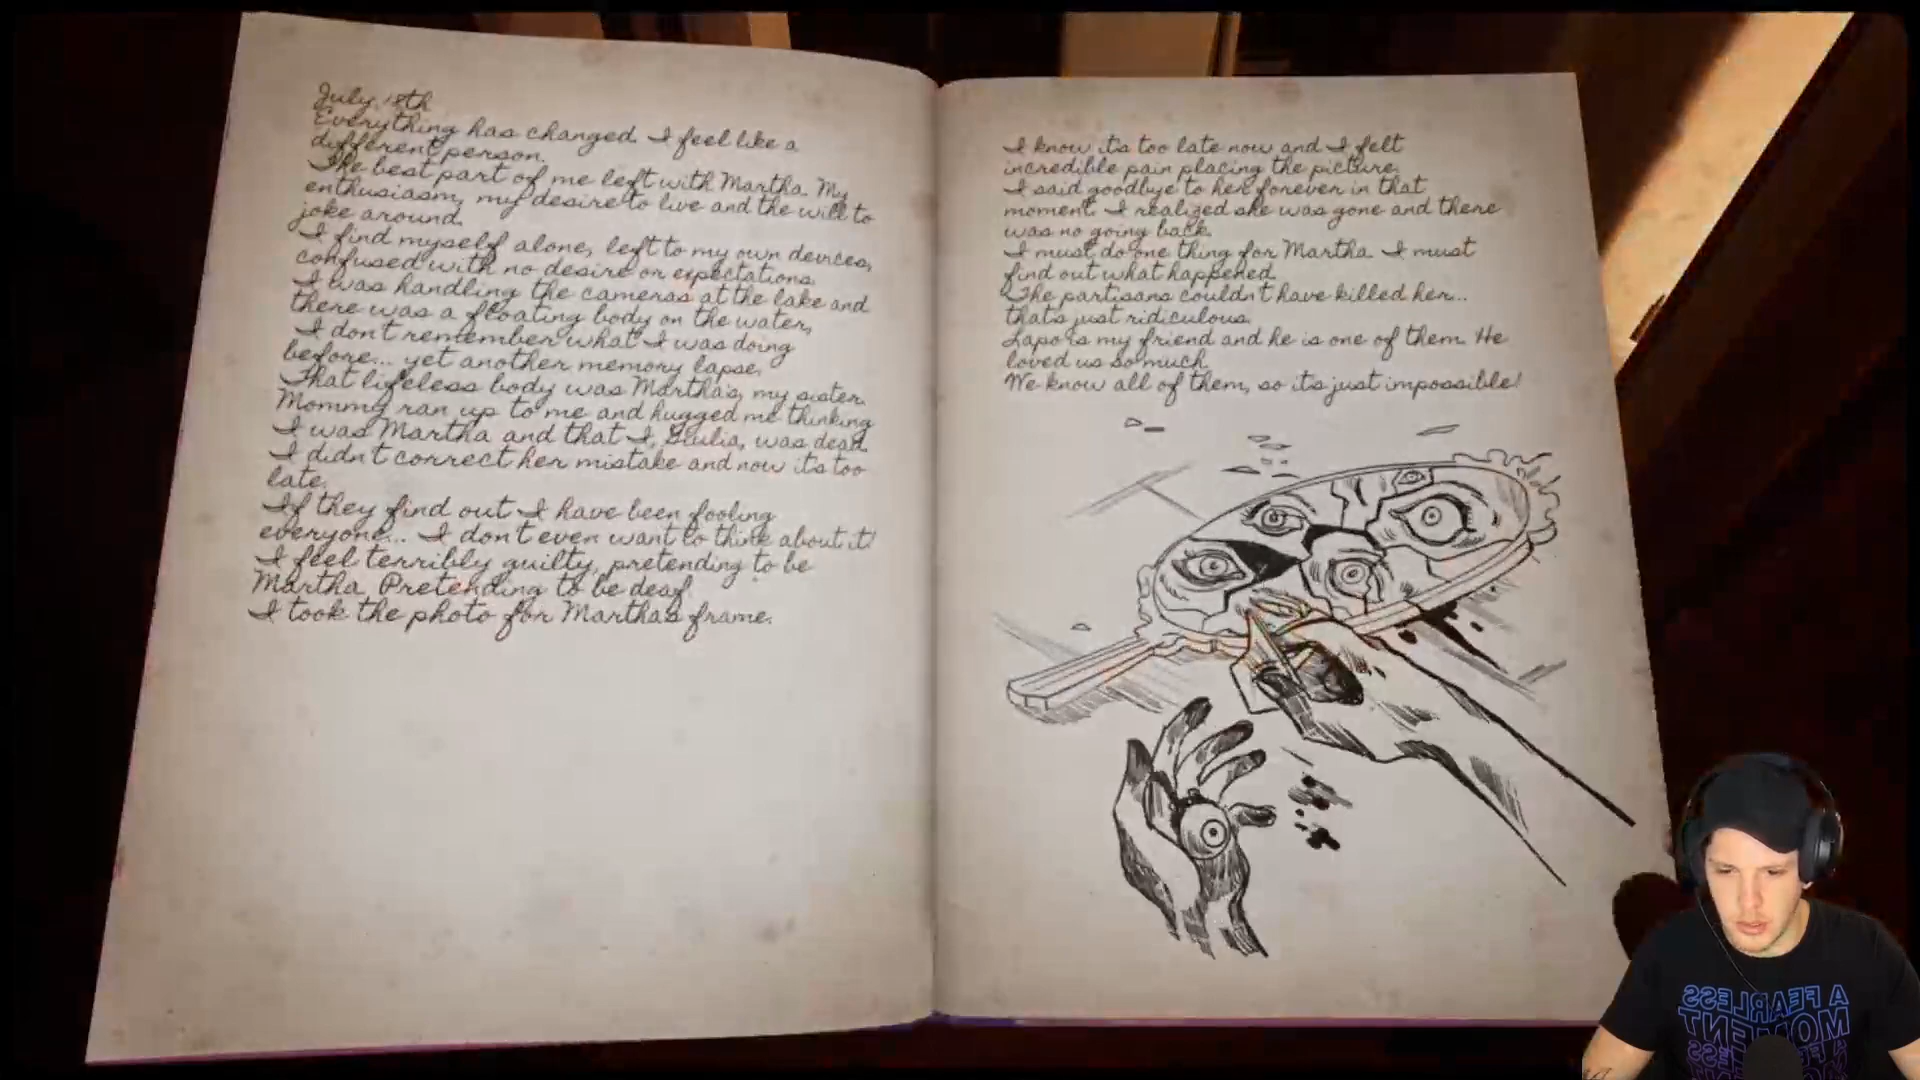 July 18th
Everything has changed. I feel like a
different person.
The best part of me left with Martha. My
enthusiasm, my desire to live and the will to
joke around.
I find myself alone, left to my own devices,
confused with no desire or expectations.
I was handling the cameras at the lake and
there was a floating body on the water,
I don't remember what I was doing
before... yet another memory lapse.
That lifeless body was Martha's, my sister.
Mommy ran up to me and hugged me thinking
I was Martha and that I, Giulia, was dead.
I didn't correct her mistake and now it's too
late.
If they find out I have been fooling
everyone... I don't even want to think about it!
I feel terribly guilty, pretending to be
Martha. Pretending to be deaf.
I took the photo for Martha's frame.
I know it's too late now and I felt
incredible pain placing the picture.
I said goodbye to her forever in that
moment. I realized she was gone and there
was no going back.
I must do one thing for Martha. I must
find out what happened.
The partisans couldn't have killed her...
that's just ridiculous.
Lapo is my friend and he is one of them. He
loved us so much.
We know all of them, so it's just impossible!
A FEARLESS
MOMENT